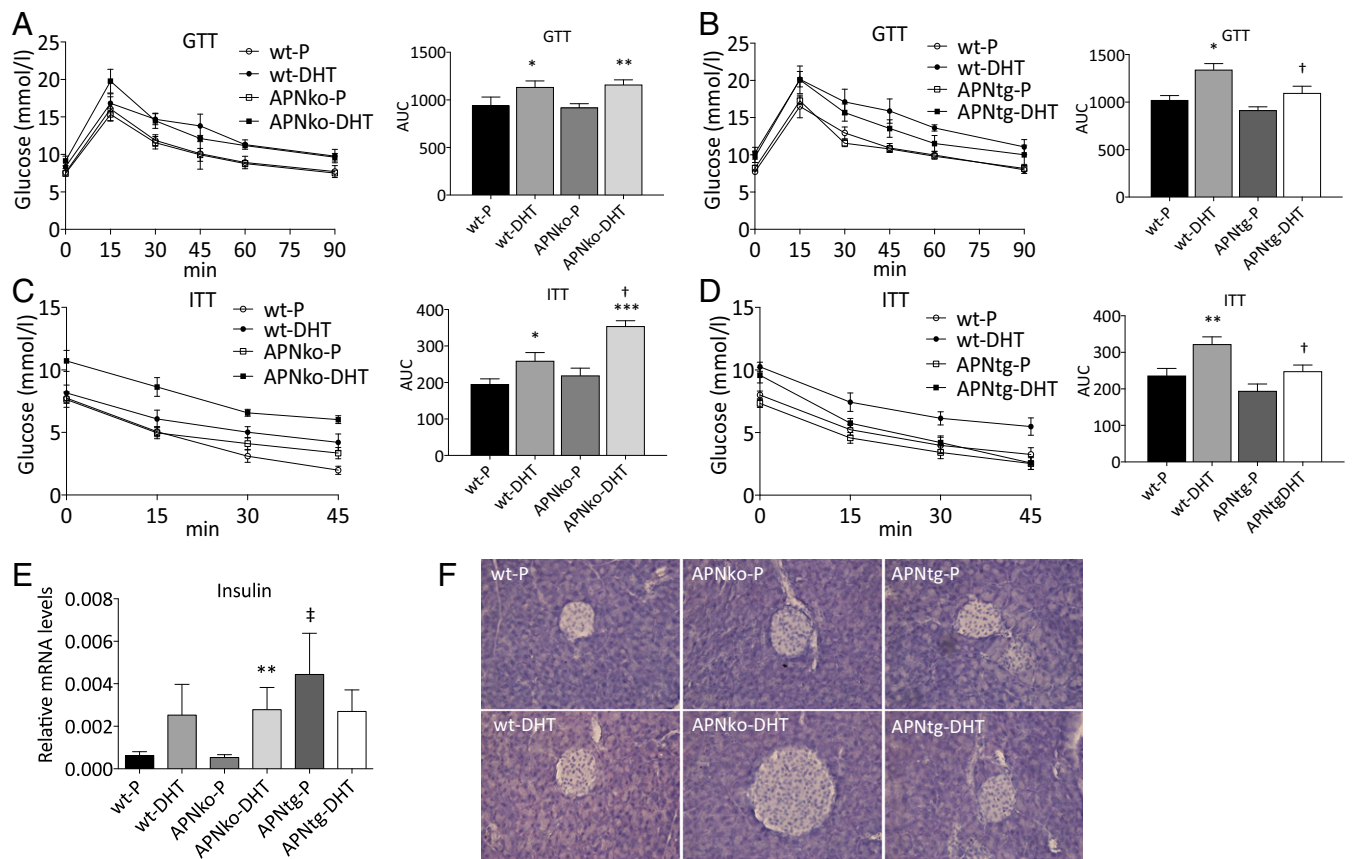 A
GTT
25
20
15
10
5
0
Glucose (mmol/l)
wt-P
wt-DHT
APNko-P
APNko-DHT
0 15 30 45 60 75 90
min
GTT
1500
1000
500
0
AUC
* **
wt-P wt-DHT APNko-P APNko-DHT
B
GTT
25
20
15
10
5
0
Glucose (mmol/l)
wt-P
wt-DHT
APNtg-P
APNtg-DHT
0 15 30 45 60 75 90
min
GTT
1500
1000
500
0
AUC
* †
wt-P wt-DHT APNtg-P APNtg-DHT
C
ITT
15
10
5
0
Glucose (mmol/l)
wt-P
wt-DHT
APNko-P
APNko-DHT
0 15 30 45
min
ITT
400
300
200
100
0
AUC
†
* ***
wt-P wt-DHT APNko-P APNko-DHT
D
ITT
15
10
5
0
Glucose (mmol/l)
wt-P
wt-DHT
APNtg-P
APNtg-DHT
0 15 30 45
min
ITT
400
300
200
100
0
AUC
** †
wt-P wt-DHT APNtg-P APNtgDHT
E
Insulin
0.008
0.006
0.004
0.002
0.000
Relative mRNA levels
** ‡
wt-P wt-DHT APNko-P APNko-DHT APNtg-P APNtg-DHT
F
wt-P APNko-P APNtg-P
wt-DHT APNko-DHT APNtg-DHT